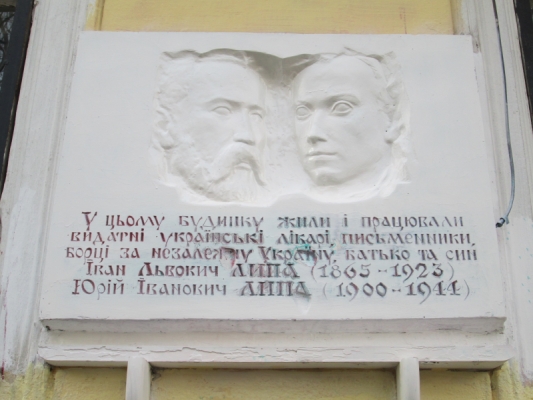 У цьому будинку жили і працювали
видатні українські лікарі, письменники,
борці за незалежну Україну, батько та син
Іван Львович ЛИПА (1865-1923)
Юрій Іванович ЛИПА (1900-1944)